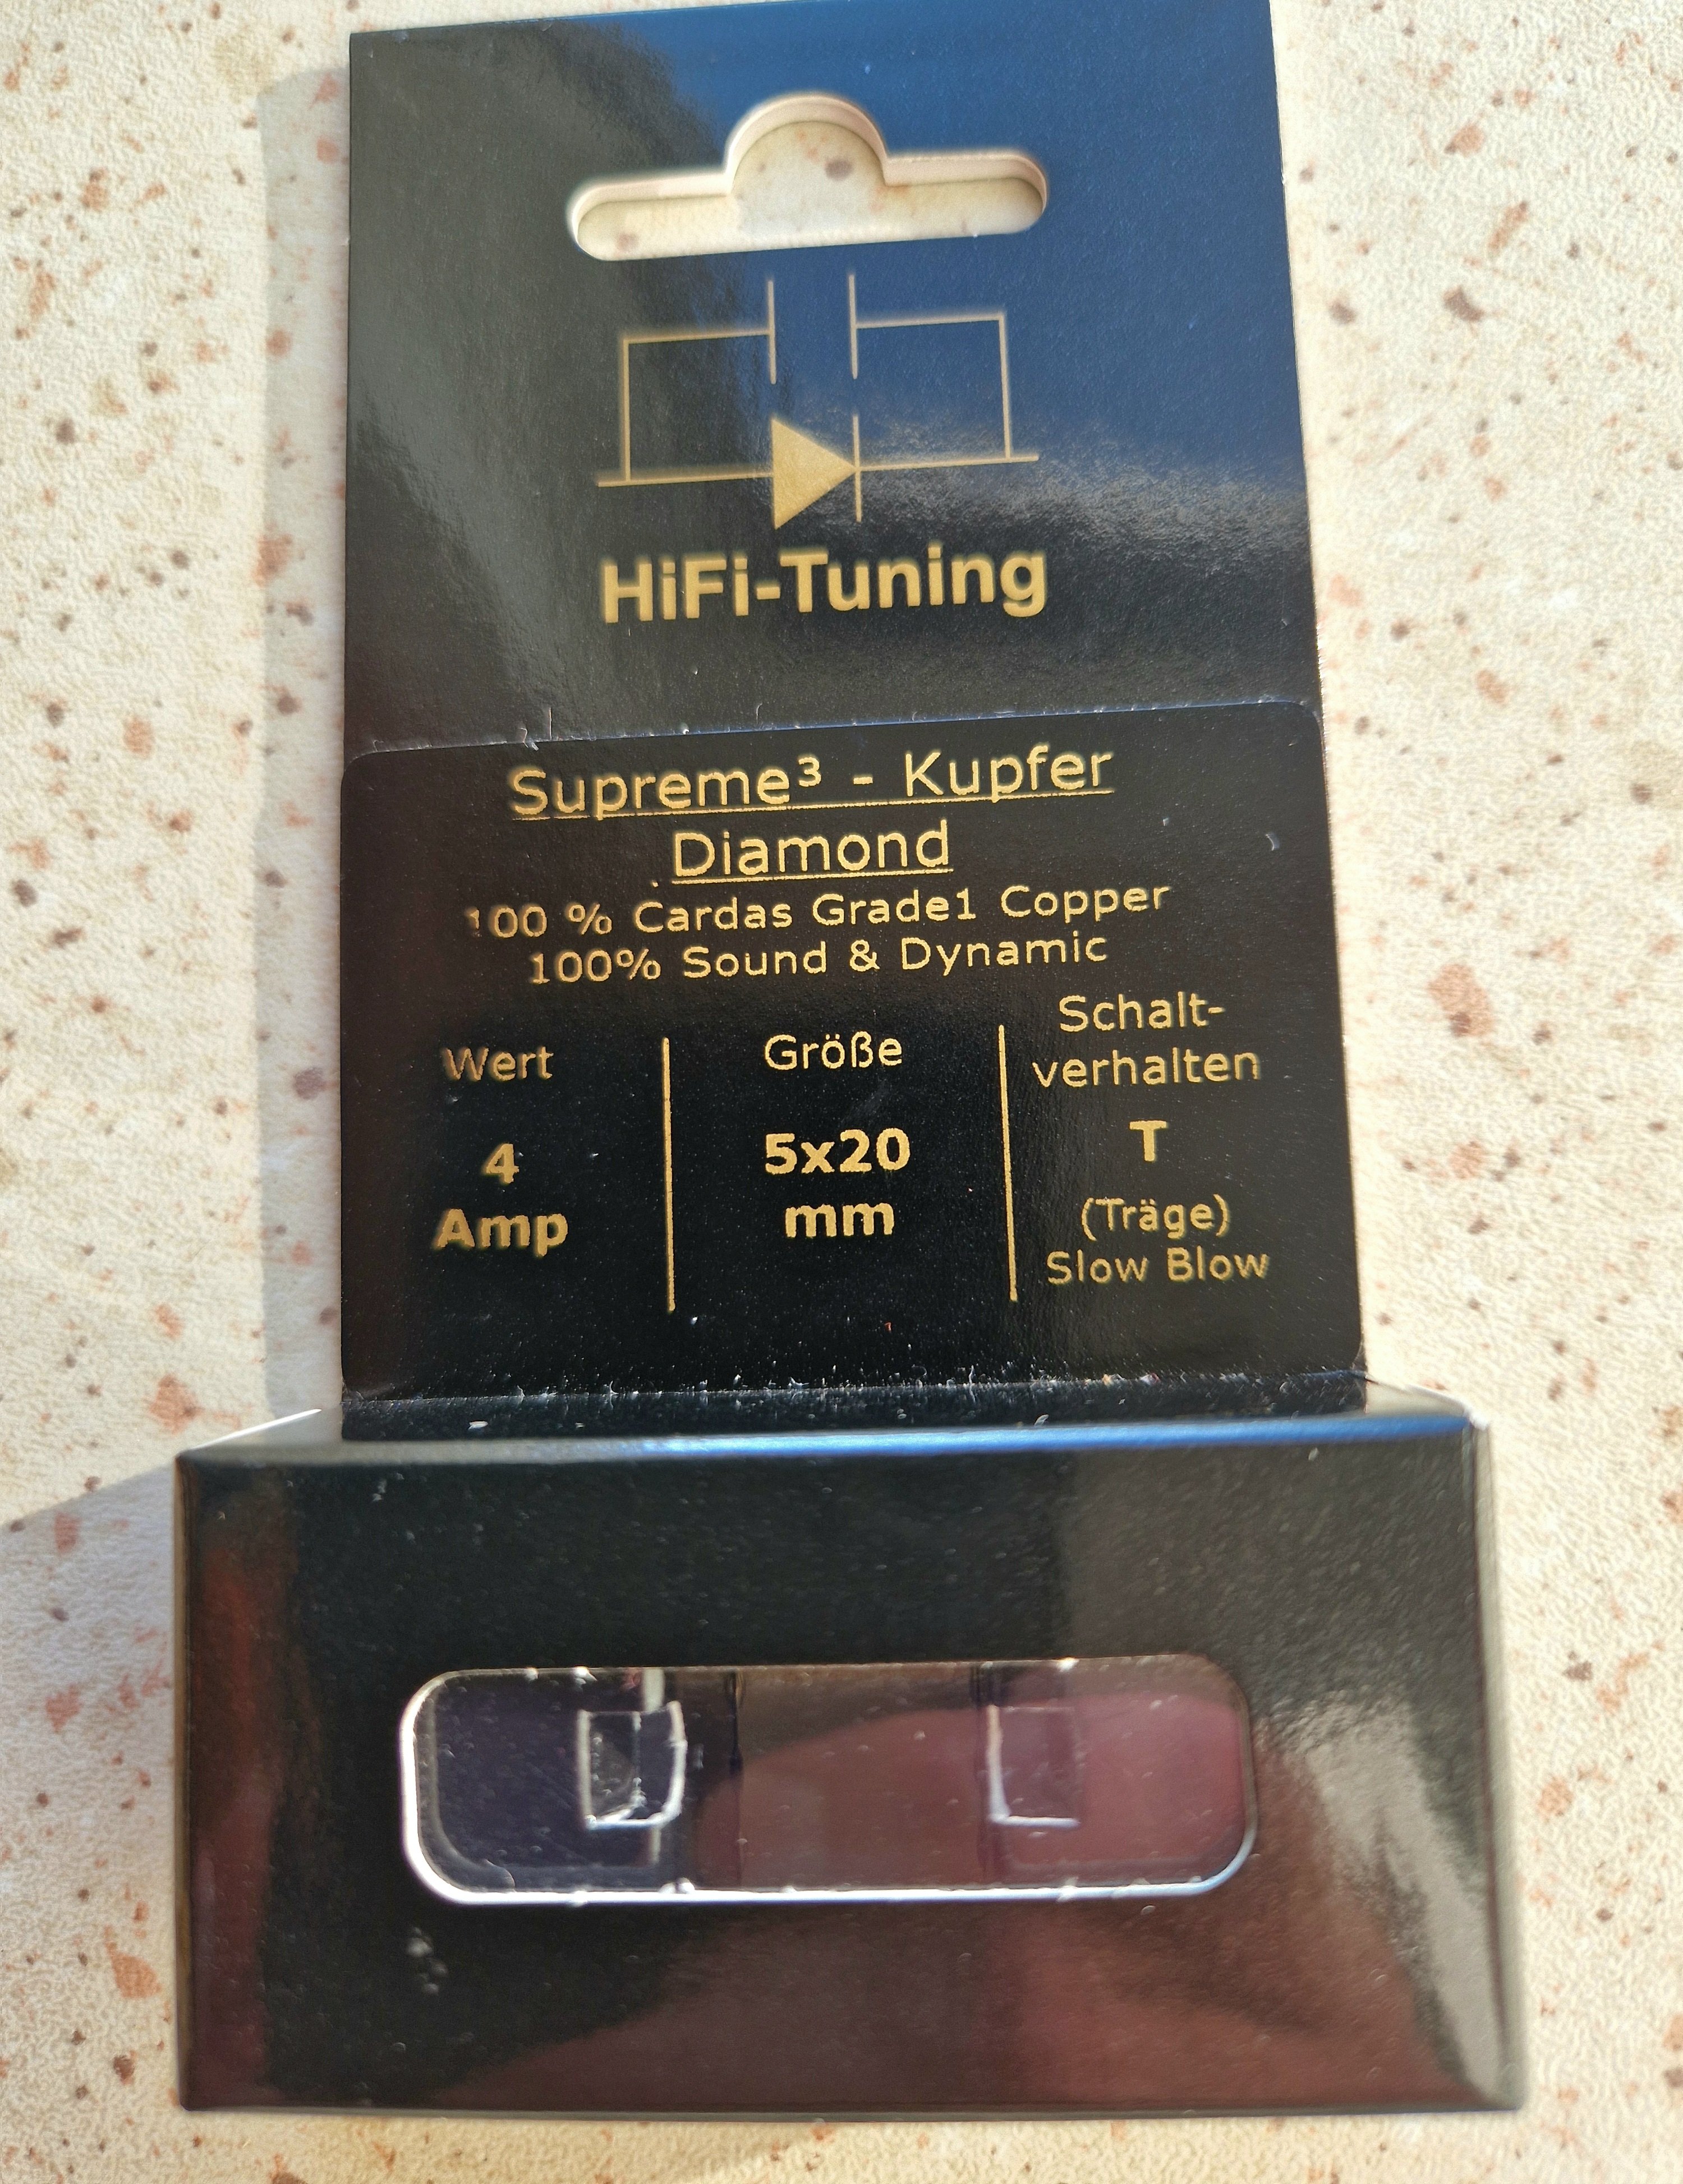 HiFi-Tuning
Supreme³ - Kupfer
Diamond
100 % Cardas Grade1 Copper
100% Sound & Dynamic
Wert
4
Amp
Größe
5x20
mm
Schalt-
verhalten
T
(Träge)
Slow Blow